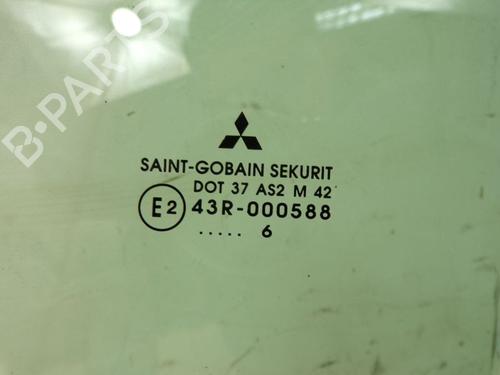 B-PARTS
SAINT-GOBAIN SEKURIT
DOT 37 AS2 M 42
E2 43R-000588
..... 6